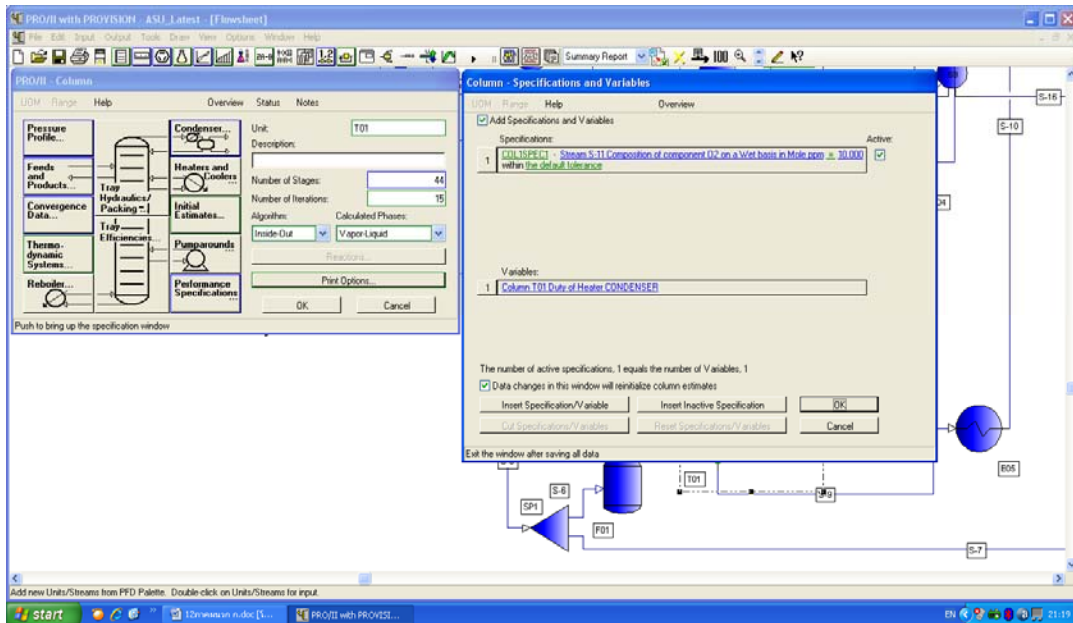 PRO/II with PROVISION - ASU_Latest - [Flowsheet]
File Edit Input Output Tools Draw View Options Window Help
Summary Report
PRO/II - Column
UOM Range Help Overview Status Notes
Pressure Profile...
Feeds and Products...
Convergence Data...
Thermo-dynamic Systems...
Reboiler...
Tray Hydraulics/ Packing...
Tray Efficiencies...
Condenser...
Heaters and Coolers
Initial Estimates...
Pumparounds
Performance Specifications
Unit: T01
Description:
Number of Stages: 44
Number of Iterations: 15
Algorithm: Calculated Phases:
Inside-Out Vapor-Liquid
Reactions...
Print Options...
OK Cancel
Push to bring up the specification window
Column - Specifications and Variables
UOM Range Help Overview
Add Specifications and Variables
Specifications: Active:
1 COL1SPEC1 - Stream S-11 Composition of component O2 on a Wet basis in Mole ppm = 10.000
within the default tolerance
Variables:
1 Column T01 Duty of Heater CONDENSER
The number of active specifications, 1 equals the number of Variables, 1
Data changes in this window will reinitialize column estimates
Insert Specification/Variable Insert Inactive Specification OK
Cut Specifications/Variables Reset Specifications/Variables Cancel
Exit the window after saving all data
S-16
S-10
E05
T01
S-9
S-6
SP1
F01
S-7
Add new Units/Streams from PFD Palette. Double-click on Units/Streams for input.
start
PRO/II with PROVISI...
EN 21:19